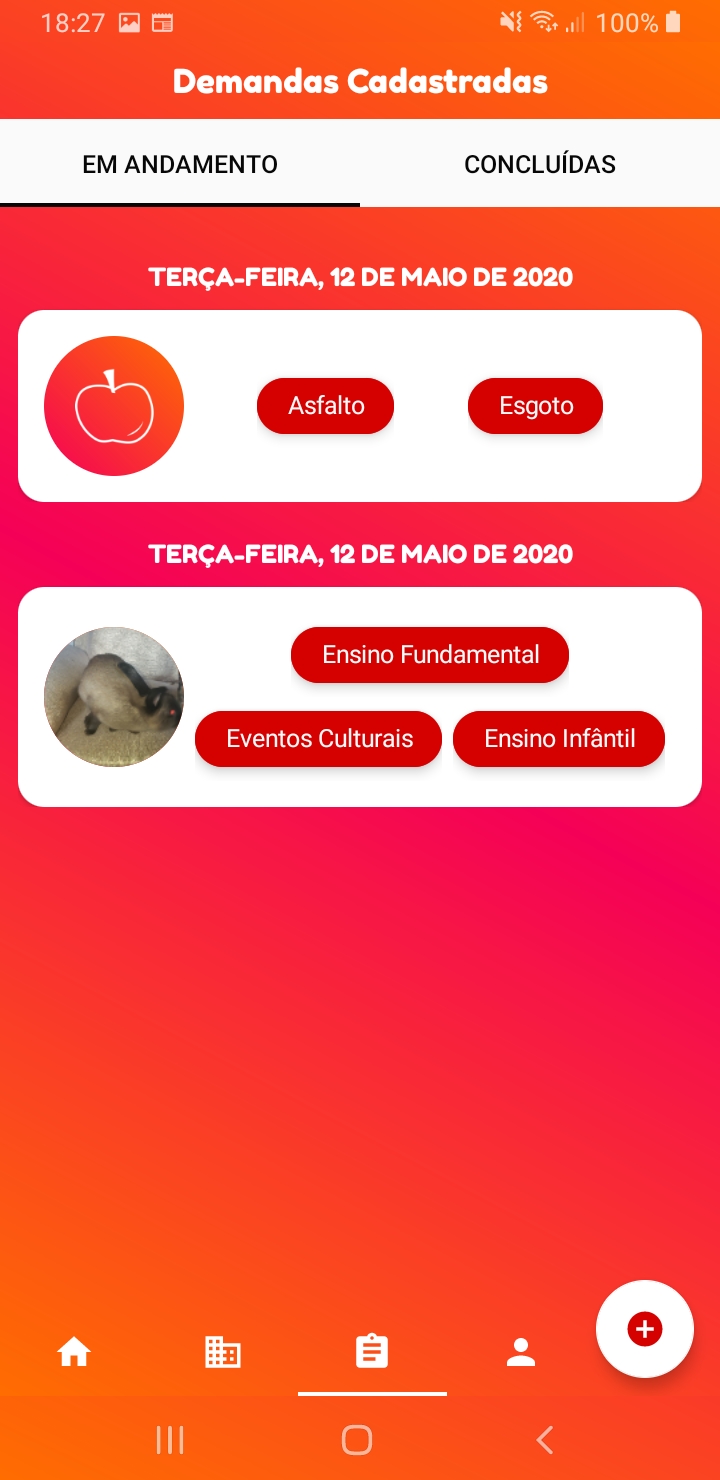 18:27 100%
Demandas Cadastradas
EM ANDAMENTO CONCLUÍDAS
TERÇA-FEIRA, 12 DE MAIO DE 2020
Asfalto Esgoto
TERÇA-FEIRA, 12 DE MAIO DE 2020
Ensino Fundamental
Eventos Culturais Ensino Infântil